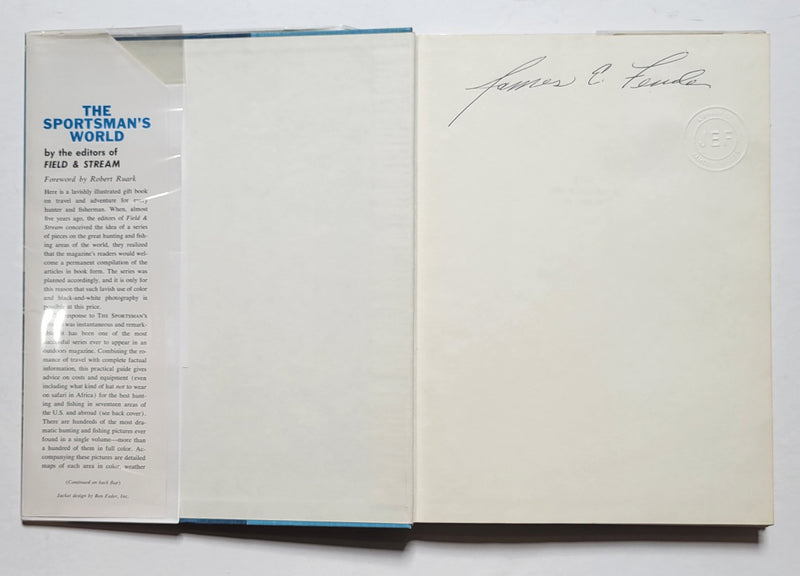 THE
SPORTSMAN'S
WORLD
by the editors of
FIELD & STREAM
Foreword by Robert Ruark
Here is a lavishly illustrated gift book
on travel and adventure for every
hunter and fisherman. When, almost
five years ago, the editors of Field &
Stream conceived the idea of a series
of pieces on the great hunting and fish-
ing areas of the world, they realized
that the magazine's readers would wel-
come a permanent compilation of the
articles in book form. The series was
planned accordingly, and it is only for
this reason that such lavish use of color
and black-and-white photography is
possible at this price.
response to THE SPORTSMAN'S
was instantaneous and remark-
It has been one of the most
successful series ever to appear in an
outdoors magazine. Combining the ro-
mance of travel with complete factual
information, this practical guide gives
advice on costs and equipment (even
including what kind of hat not to wear
on safari in Africa) for the best hunt-
ing and fishing in seventeen areas of
the U.S. and abroad (see back cover).
There are hundreds of the most dra-
matic hunting and fishing pictures ever
found in a single volume—more than
a hundred of them in full color. Ac-
companying these pictures are detailed
maps of each area in color, weather
(Continued on back flap)
Jacket design by Ben Feder, Inc.
James E. Fender
JEF